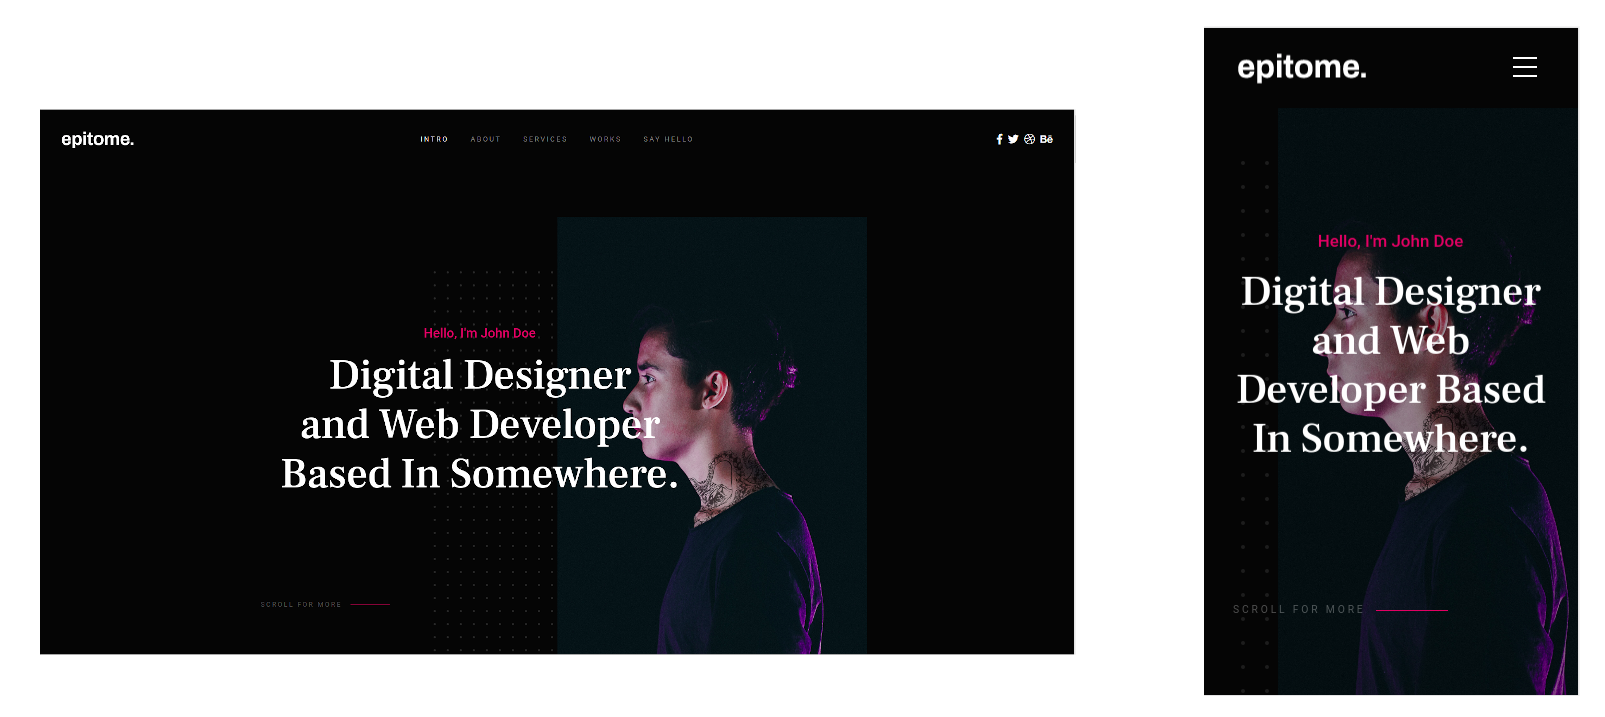 epitome.
INTRO ABOUT SERVICES WORKS SAY HELLO
Bē
Hello, I'm John Doe
Digital Designer
and Web Developer
Based In Somewhere.
SCROLL FOR MORE
epitome.
Hello, I'm John Doe
Digital Designer
and Web
Developer Based
In Somewhere.
SCROLL FOR MORE